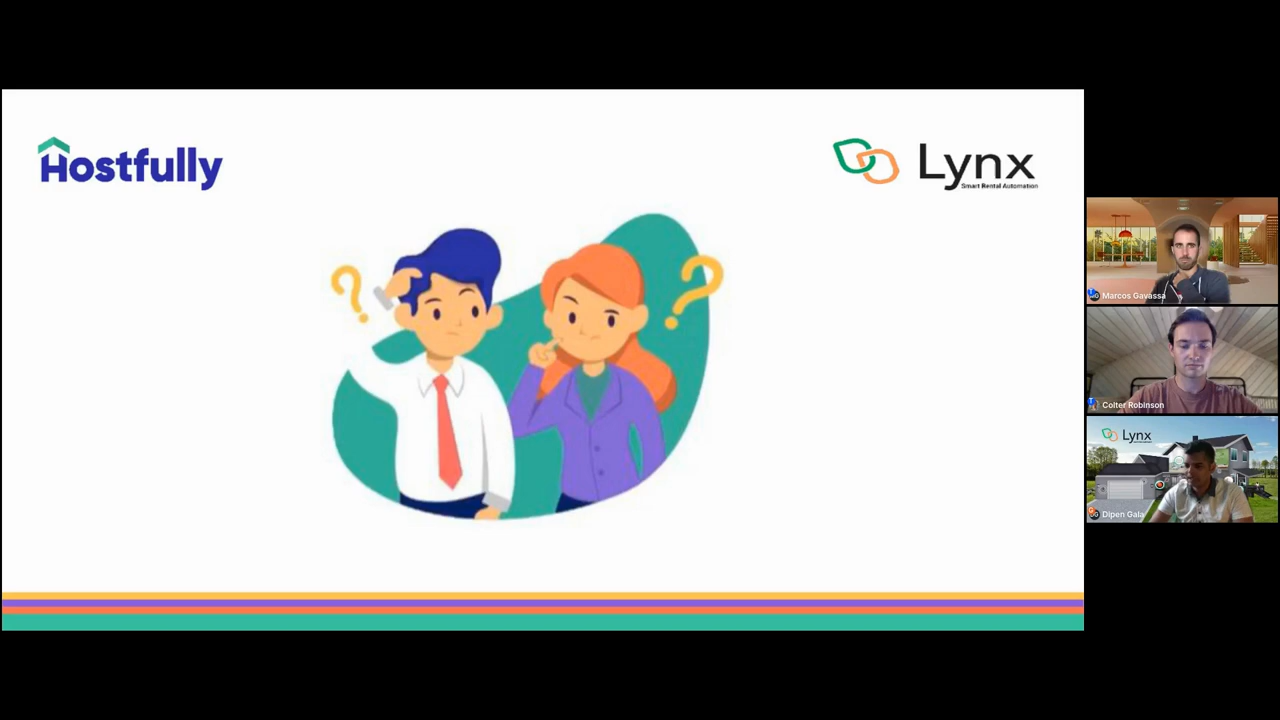 Hostfully
Lynx
Smart Rental Automation
? ?
Marcos Gavassa
Colter Robinson
Lynx
Dipen Gala